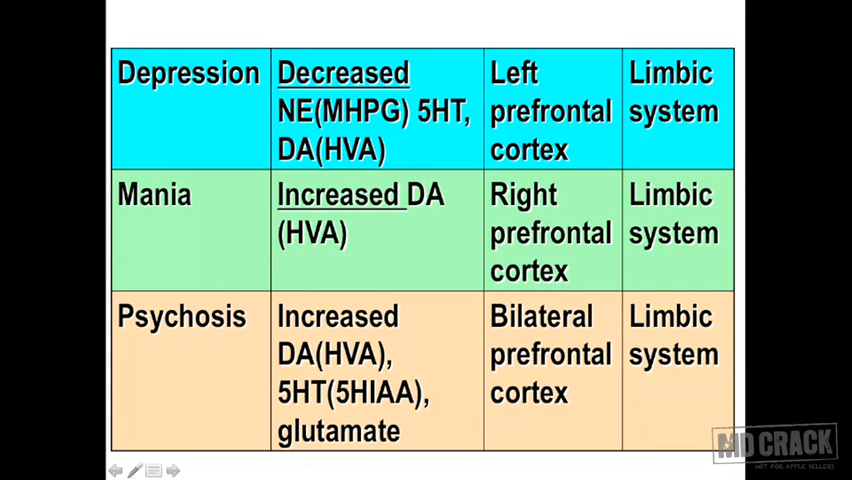 Depression
Decreased
NE(MHPG) 5HT,
DA(HVA)
Left
prefrontal
cortex
Limbic
system
Mania
Increased DA
(HVA)
Right
prefrontal
cortex
Limbic
system
Psychosis
Increased
DA(HVA),
5HT(5HIAA),
glutamate
Bilateral
prefrontal
cortex
Limbic
system
MD CRACK
NOT FOR APPLE SELLERS